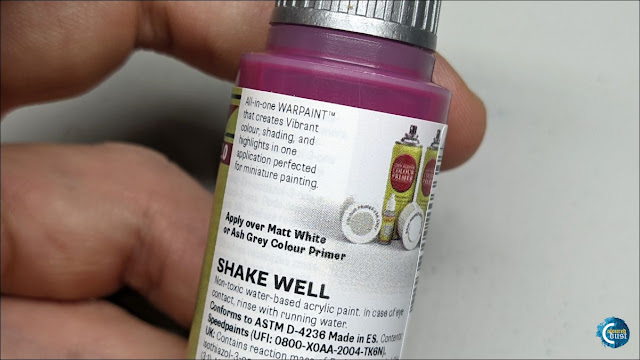 All-in-one WARPAINT™
that creates Vibrant
colour, shading, and
highlights in one
application perfected
for miniature painting.
COLOUR
PRIMER
Apply over Matt White
or Ash Grey Colour Primer
SHAKE WELL
Non-toxic water-based acrylic paint. In case of eye
contact, rinse with running water.
Conforms to ASTM D-4236 Made in ES.
Speedpaints (UFI: 0800-X0AA-2004-TK6N).
UK: Contains reaction mass